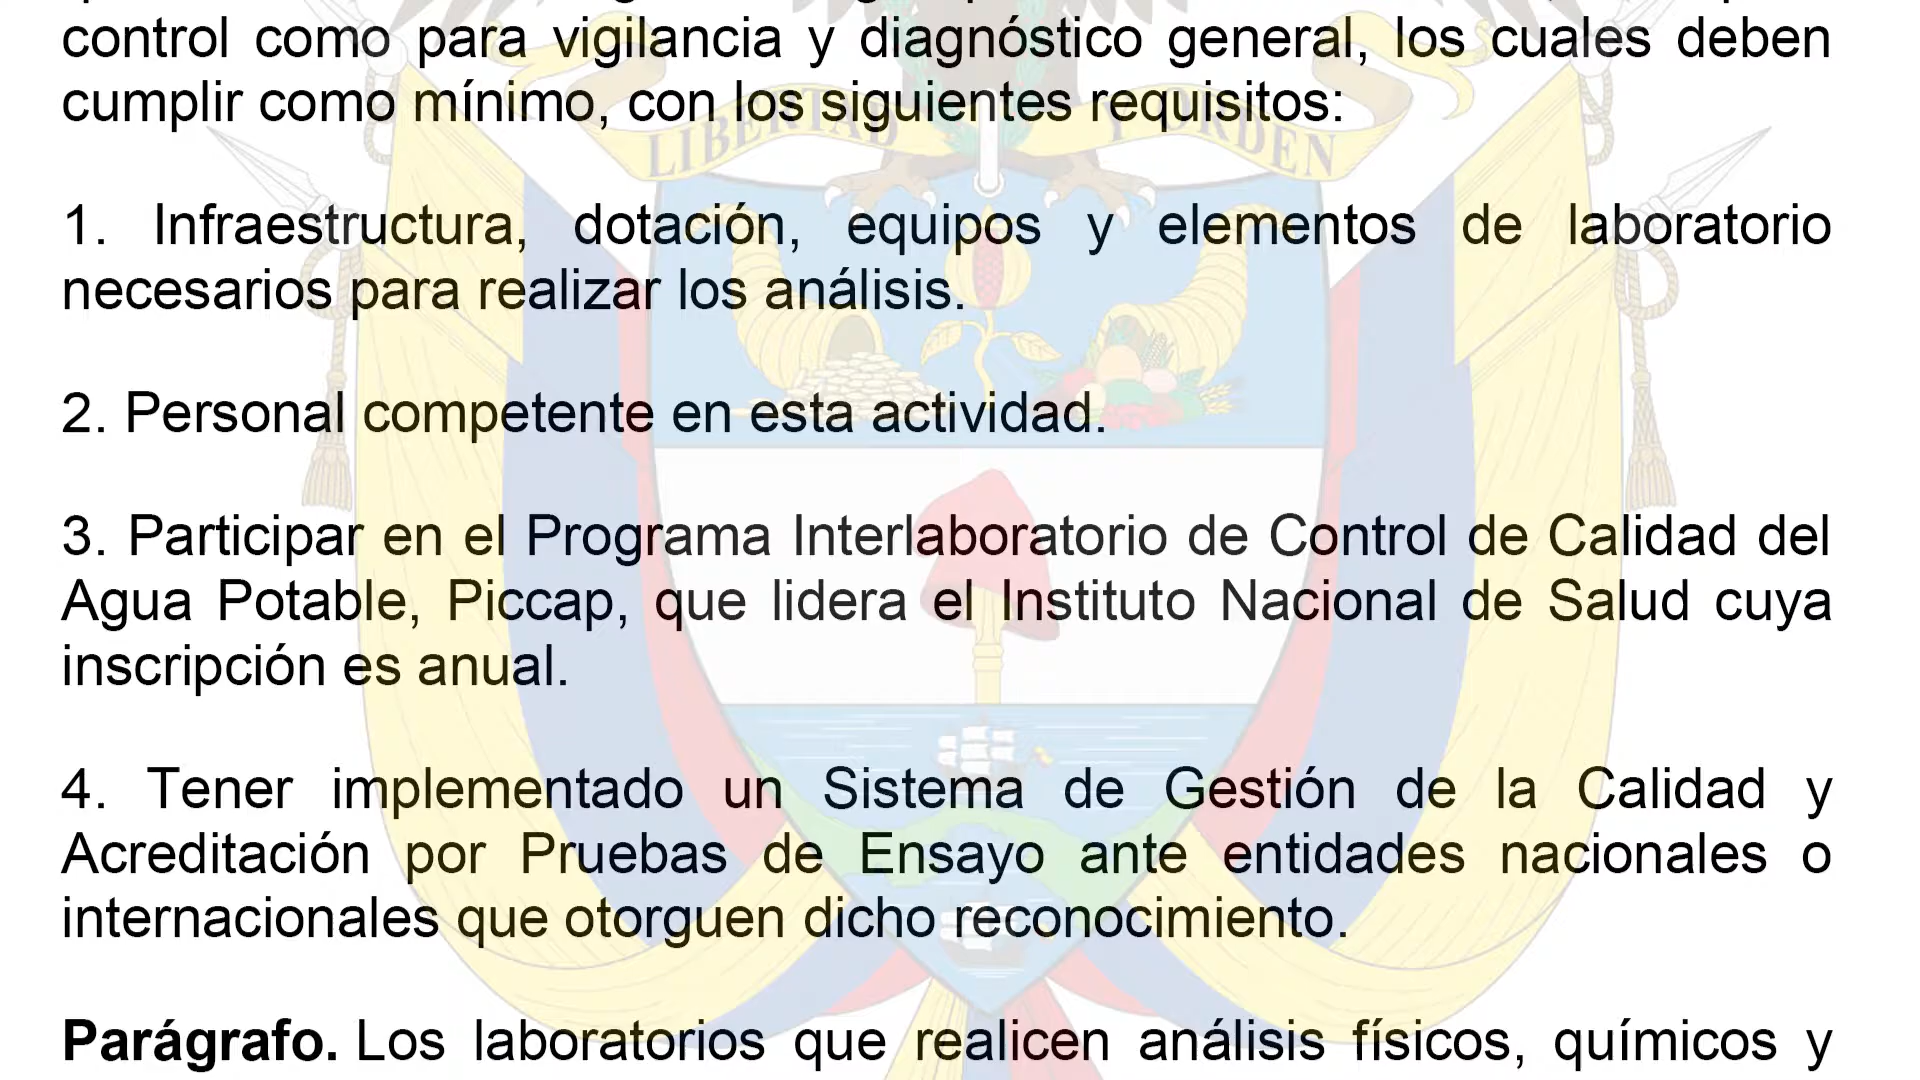 control como para vigilancia y diagnóstico general, los cuales deben
cumplir como mínimo, con los siguientes requisitos:
LIBERTAD Y ORDEN
1. Infraestructura, dotación, equipos y elementos de laboratorio
necesarios para realizar los análisis.
2. Personal competente en esta actividad.
3. Participar en el Programa Interlaboratorio de Control de Calidad del
Agua Potable, Piccap, que lidera el Instituto Nacional de Salud cuya
inscripción es anual.
4. Tener implementado un Sistema de Gestión de la Calidad y
Acreditación por Pruebas de Ensayo ante entidades nacionales o
internacionales que otorguen dicho reconocimiento.
Parágrafo. Los laboratorios que realicen análisis físicos, químicos y